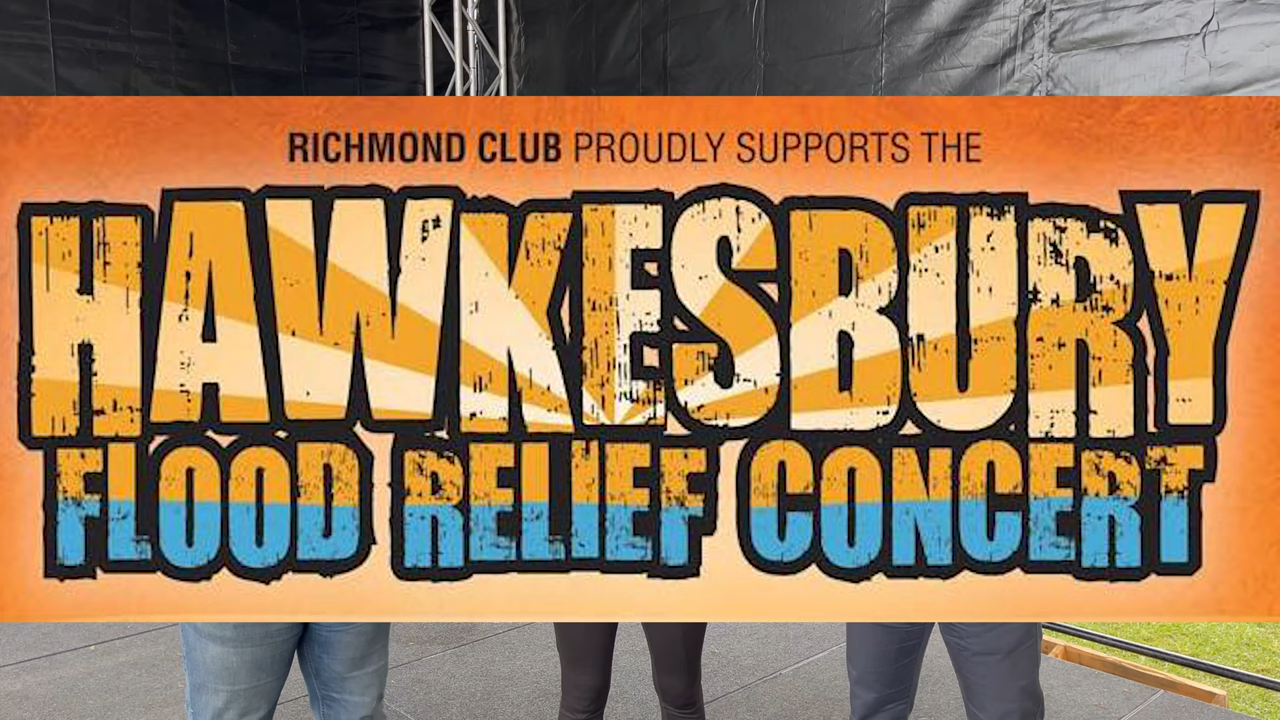 RICHMOND CLUB PROUDLY SUPPORTS THE
HAWKESBURY
FLOOD RELIEF CONCERT